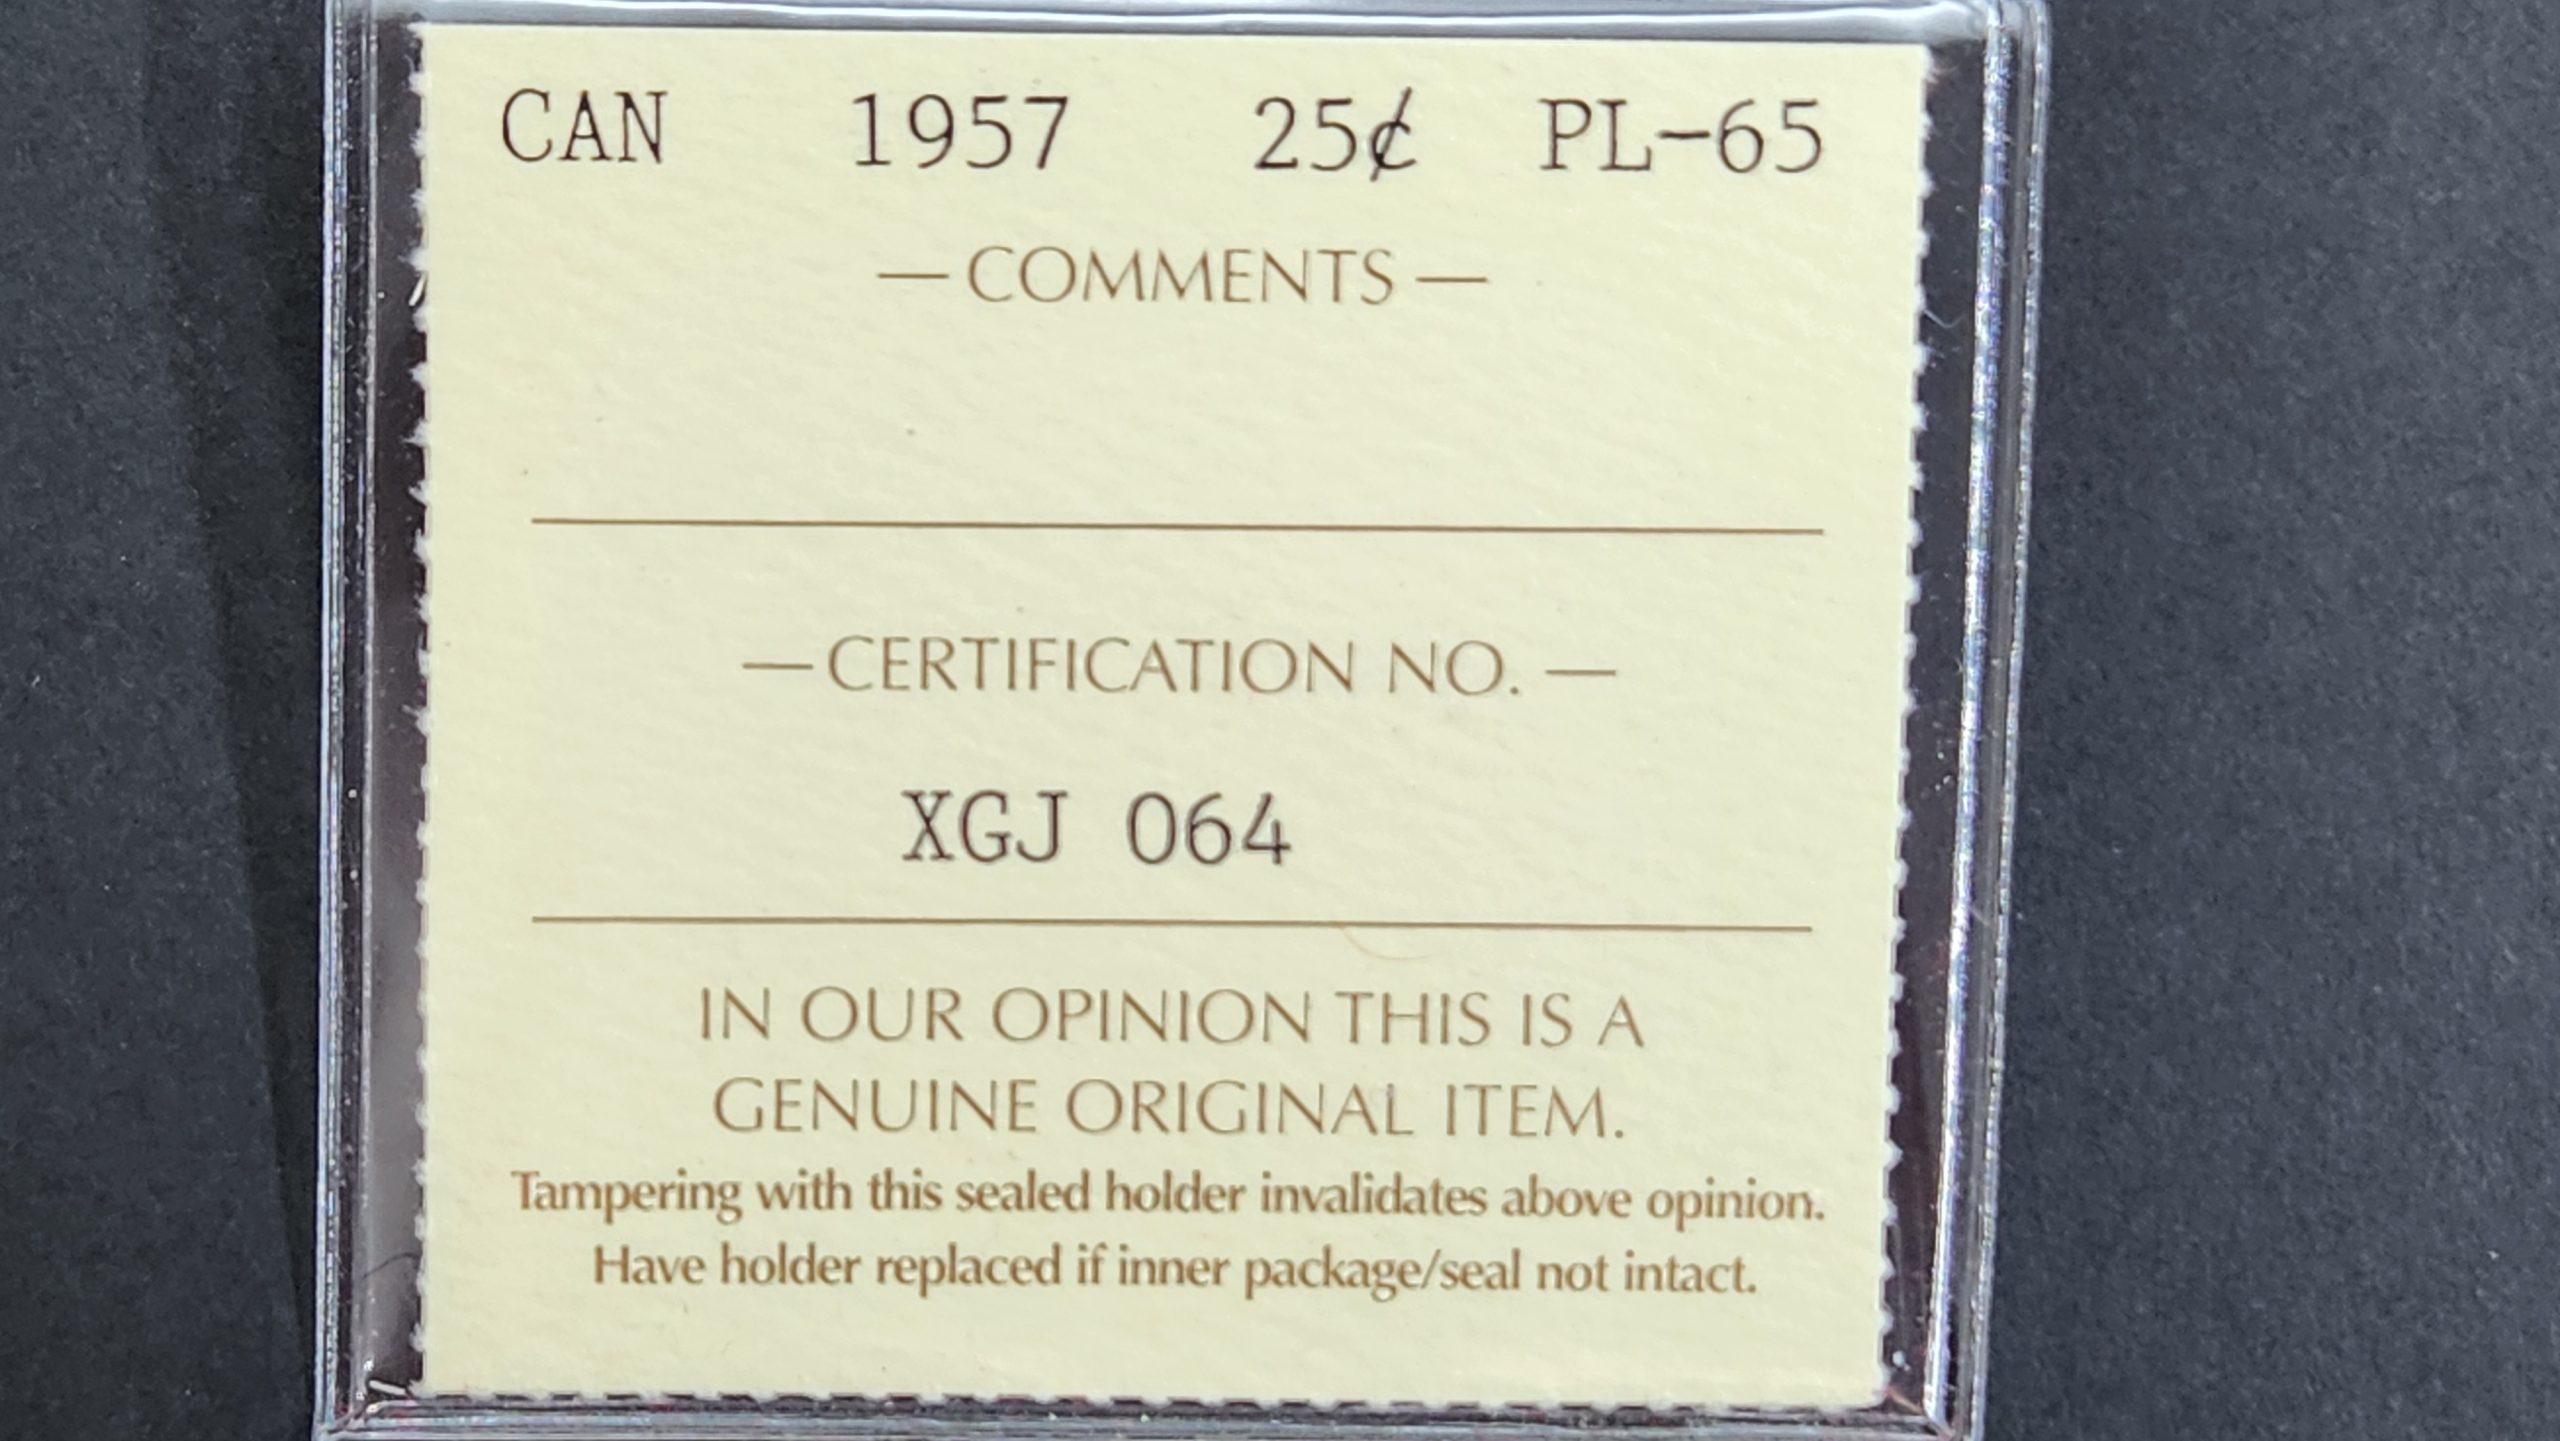 CAN 1957 25¢ PL-65
— COMMENTS —
— CERTIFICATION NO. —
XGJ 064
IN OUR OPINION THIS IS A
GENUINE ORIGINAL ITEM.
Tampering with this sealed holder invalidates above opinion.
Have holder replaced if inner package/seal not intact.